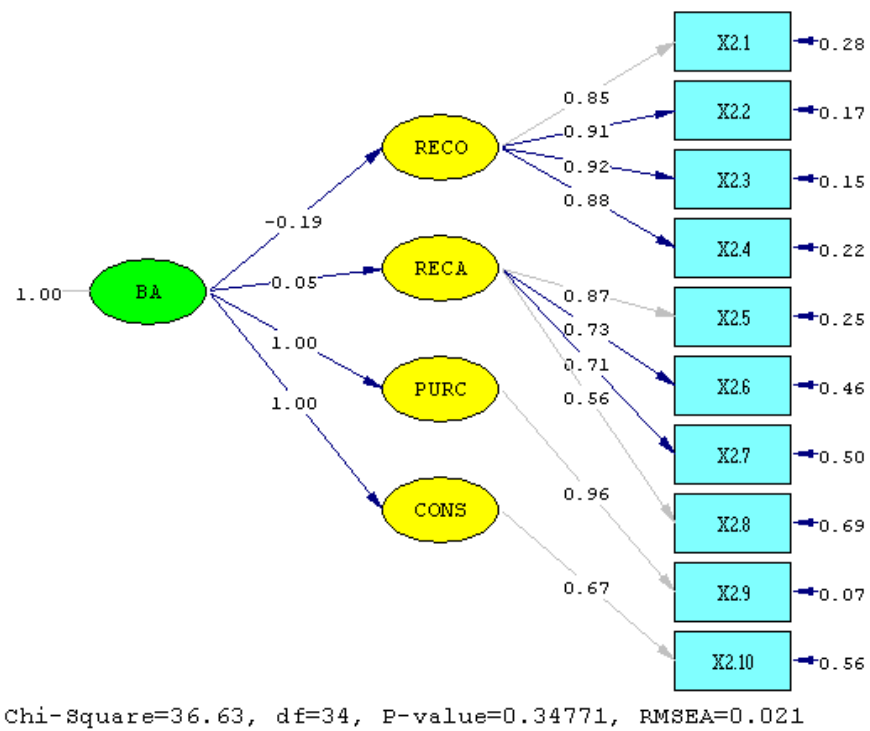 X2.1
0.28
0.85
X2.2
0.17
0.91
RECO
X2.3
0.15
0.92
0.88
-0.19
X2.4
0.22
RECA
0.05
1.00
BA
0.87
X2.5
0.25
0.73
1.00
0.71
PURC
X2.6
0.46
0.56
1.00
X2.7
0.50
0.96
CONS
X2.8
0.69
0.67
X2.9
0.07
X2.10
0.56
Chi-Square=36.63, df=34, P-value=0.34771, RMSEA=0.021